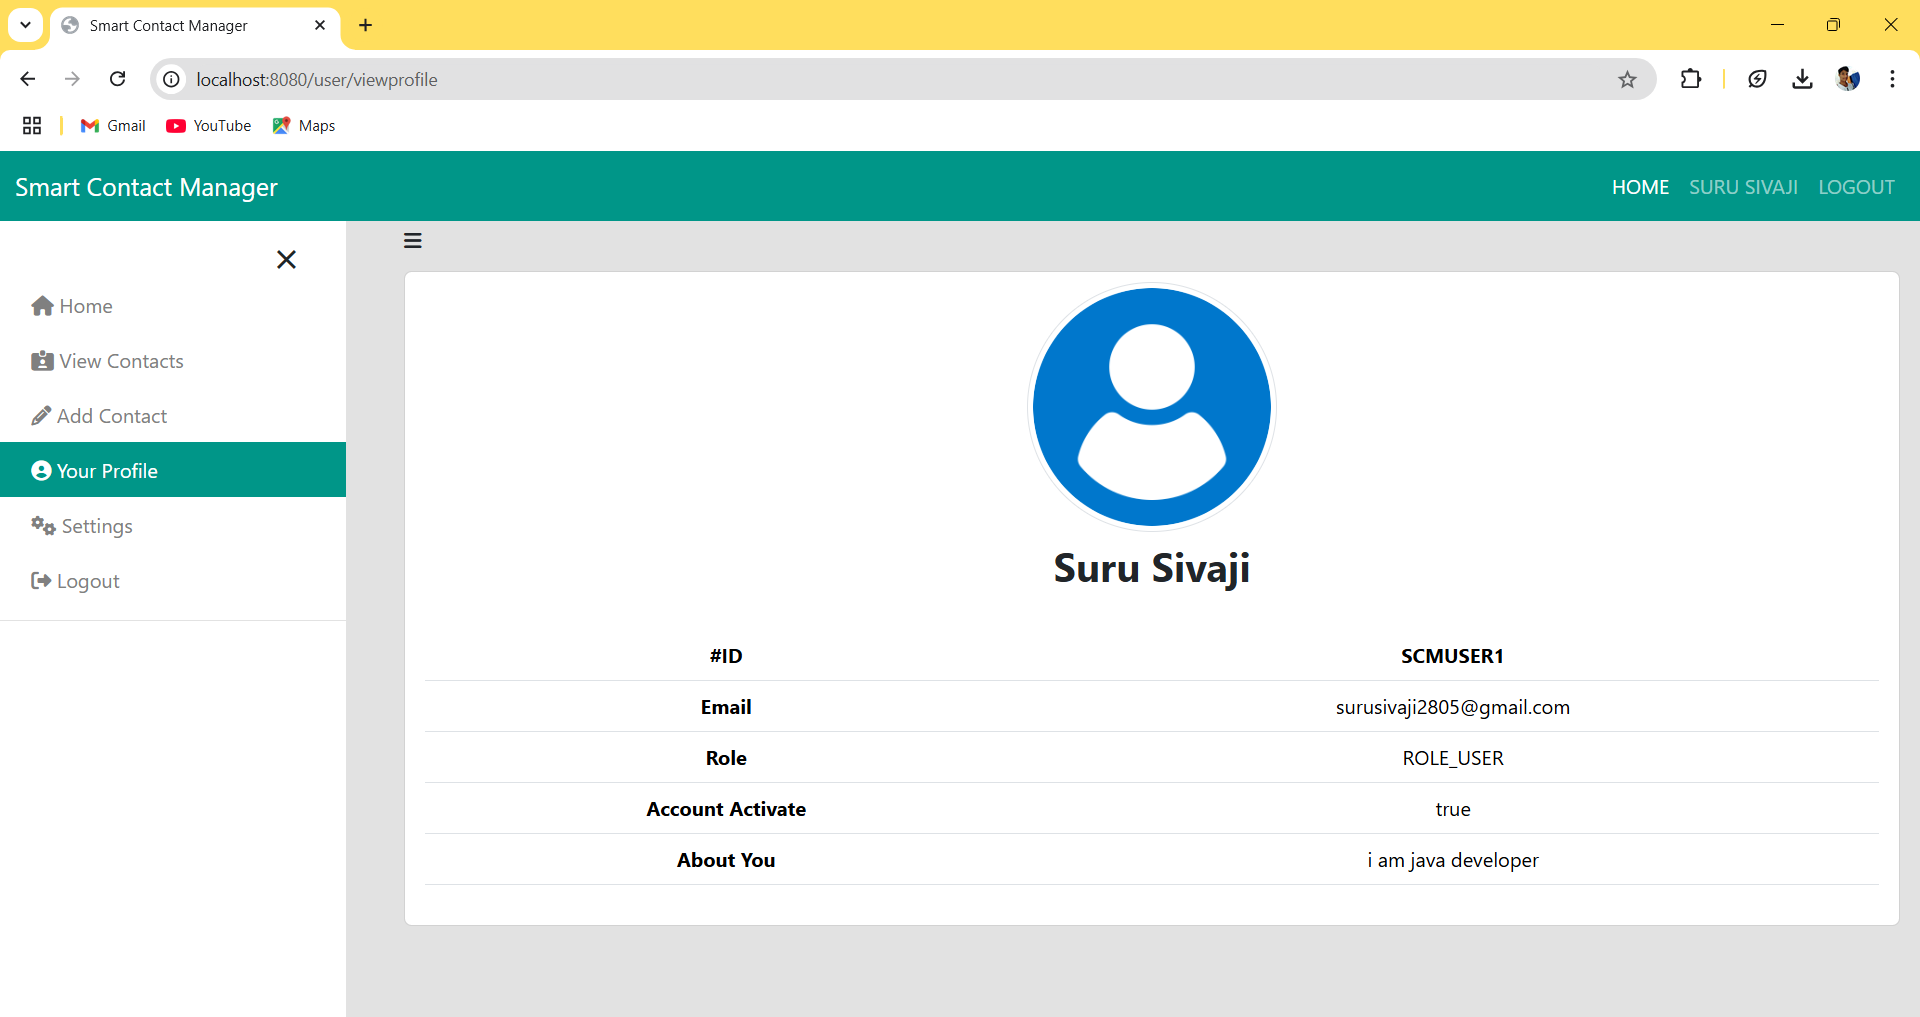 Smart Contact Manager
localhost:8080/user/viewprofile
Gmail YouTube Maps
Smart Contact Manager HOME SURU SIVAJI LOGOUT
Home
View Contacts
Add Contact
Your Profile
Settings
Logout
Suru Sivaji
#ID SCMUSER1
Email surusivaji2805@gmail.com
Role ROLE_USER
Account Activate true
About You i am java developer